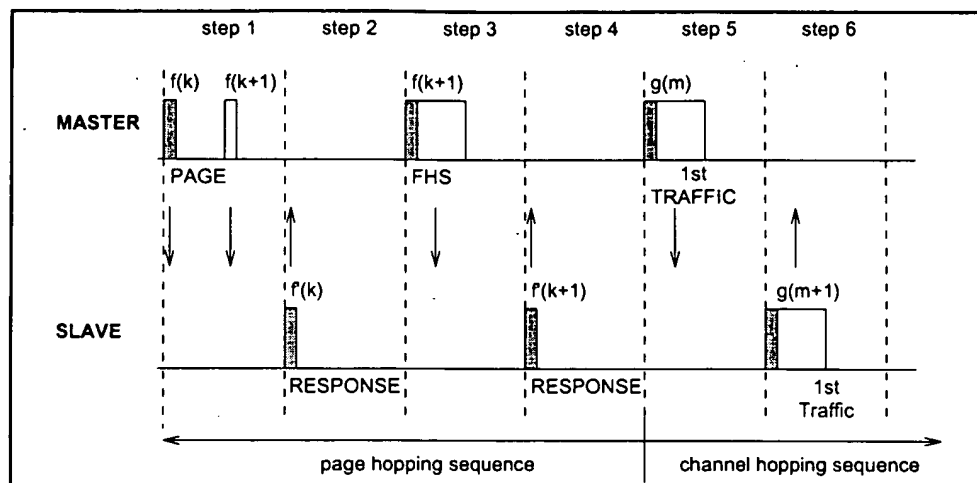 step 1 step 2 step 3 step 4 step 5 step 6
f(k) f(k+1) f(k+1) g(m)
MASTER
PAGE FHS 1st
TRAFFIC
f'(k) f'(k+1) g(m+1)
SLAVE
RESPONSE RESPONSE 1st
Traffic
page hopping sequence channel hopping sequence